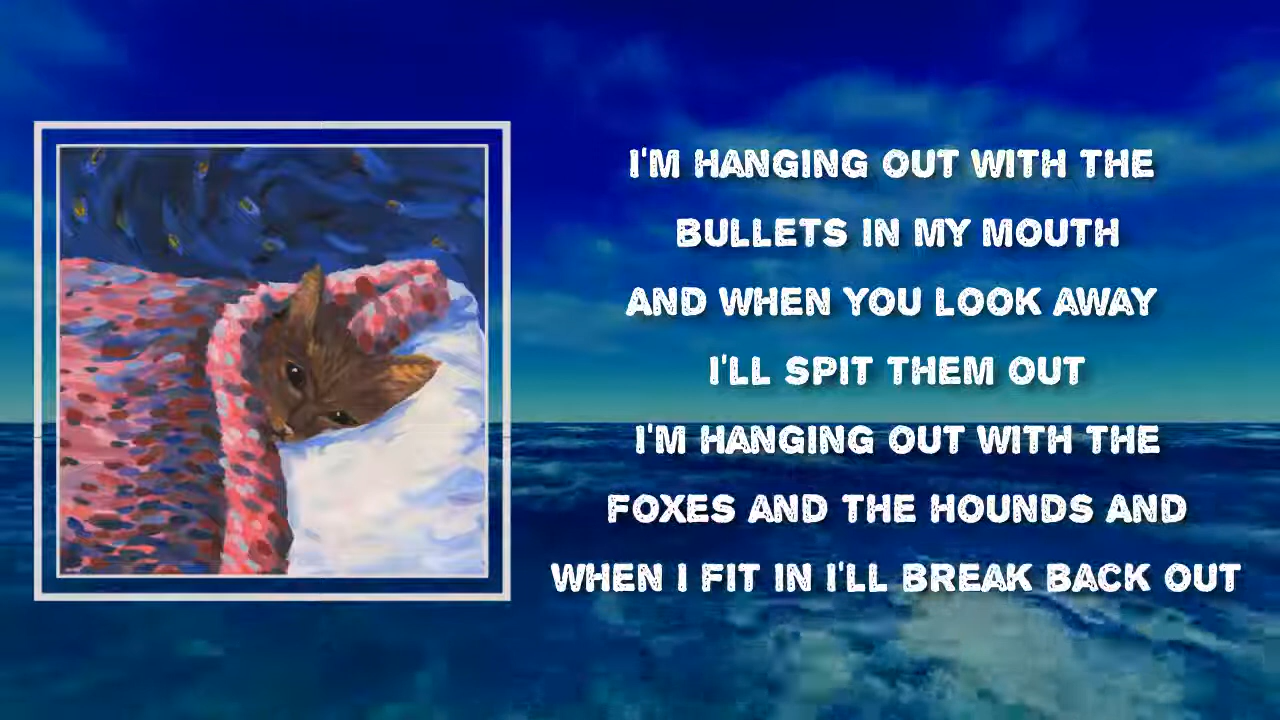 I'M HANGING OUT WITH THE
BULLETS IN MY MOUTH
AND WHEN YOU LOOK AWAY
I'LL SPIT THEM OUT
I'M HANGING OUT WITH THE
FOXES AND THE HOUNDS AND
WHEN I FIT IN I'LL BREAK BACK OUT